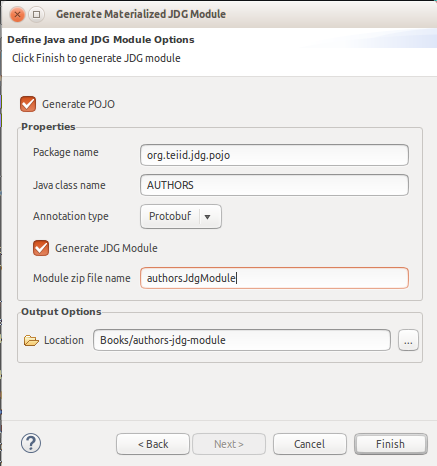 Generate Materialized JDG Module
Define Java and JDG Module Options
Click Finish to generate JDG module
Generate POJO
Properties
Package name org.teiid.jdg.pojo
Java class name AUTHORS
Annotation type Protobuf
Generate JDG Module
Module zip file name authorsJdgModule
Output Options
Location Books/authors-jdg-module ...
? < Back Next > Cancel Finish